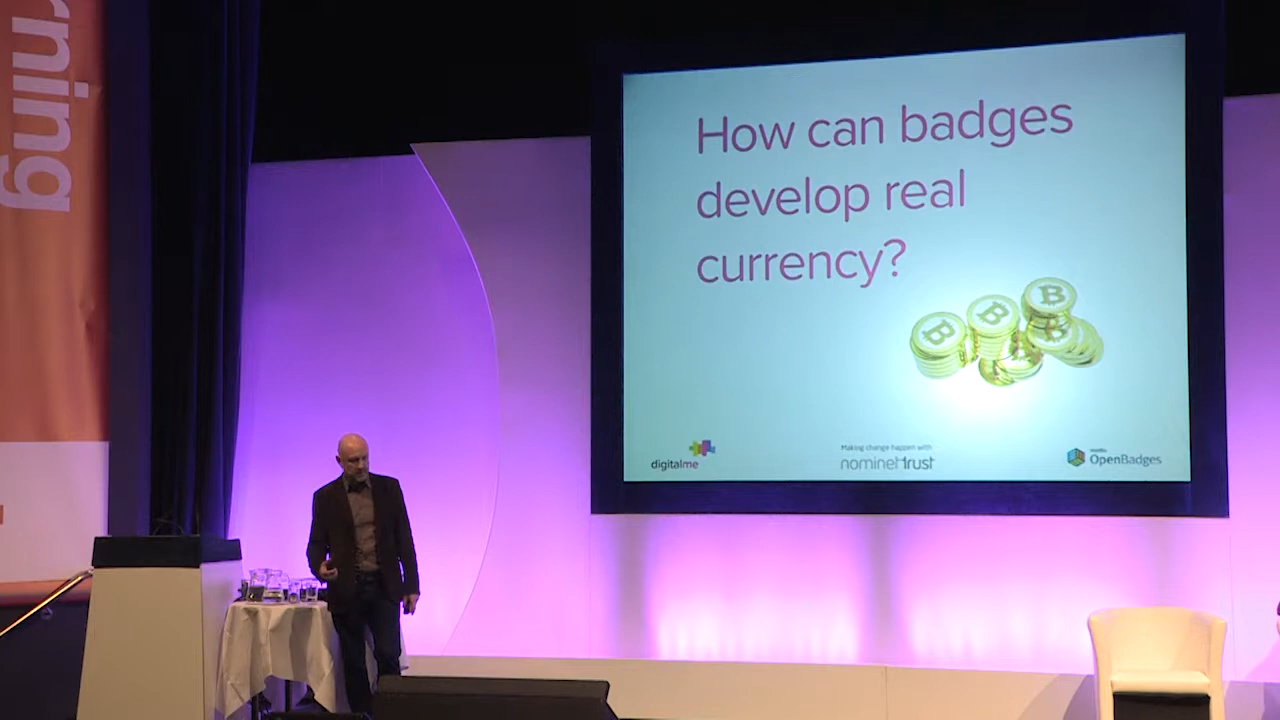 rning
How can badges
develop real
currency?
digitalme
Making change happen with
nominettrust
OpenBadges